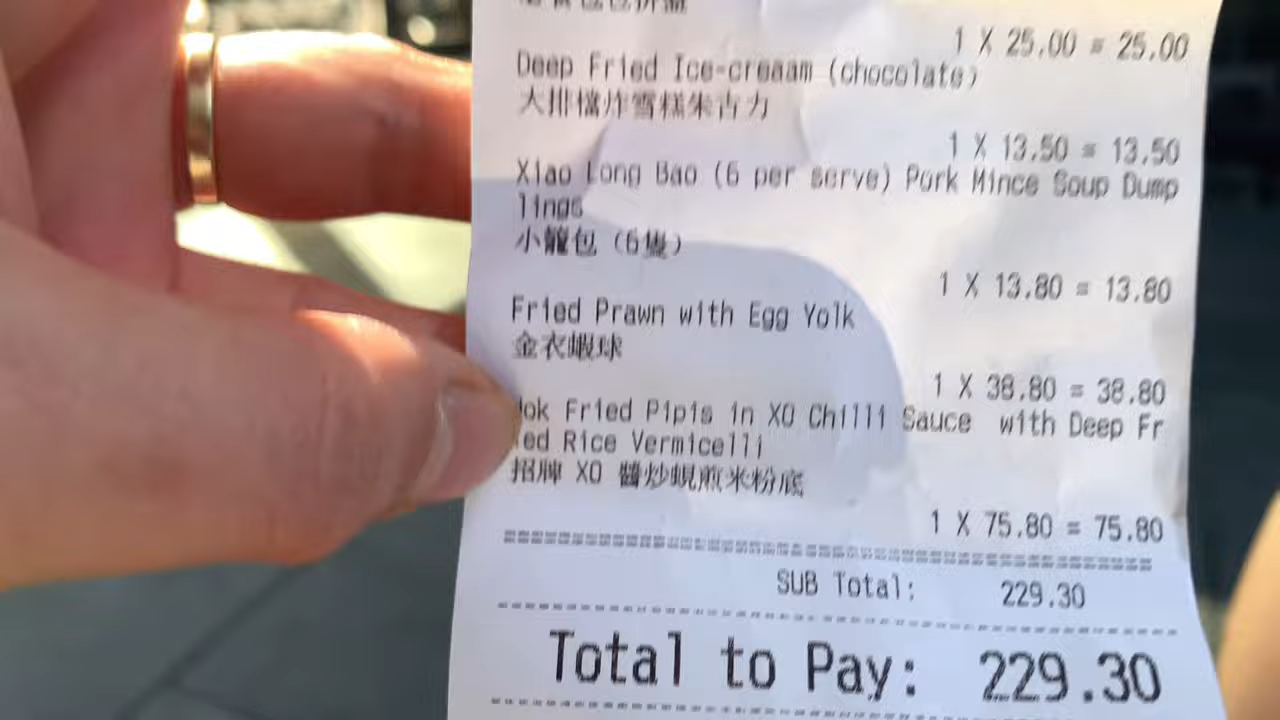 1 X 25.00 = 25.00
Deep Fried Ice-creaam (chocolate)
大排檔炸雪糕朱古力
1 X 13.50 = 13.50
Xiao Long Bao (6 per serve) Pork Mince Soup Dump
lings
小籠包 (6隻)
1 X 13.80 = 13.80
Fried Prawn with Egg Yolk
金衣蝦球
1 X 38.80 = 38.80
ok Fried Pipis in XO Chilli Sauce with Deep Fr
ed Rice Vermicelli
招牌 XO 醬炒蜆煎米粉底
1 X 75.80 = 75.80
SUB Total: 229.30
Total to Pay: 229.30